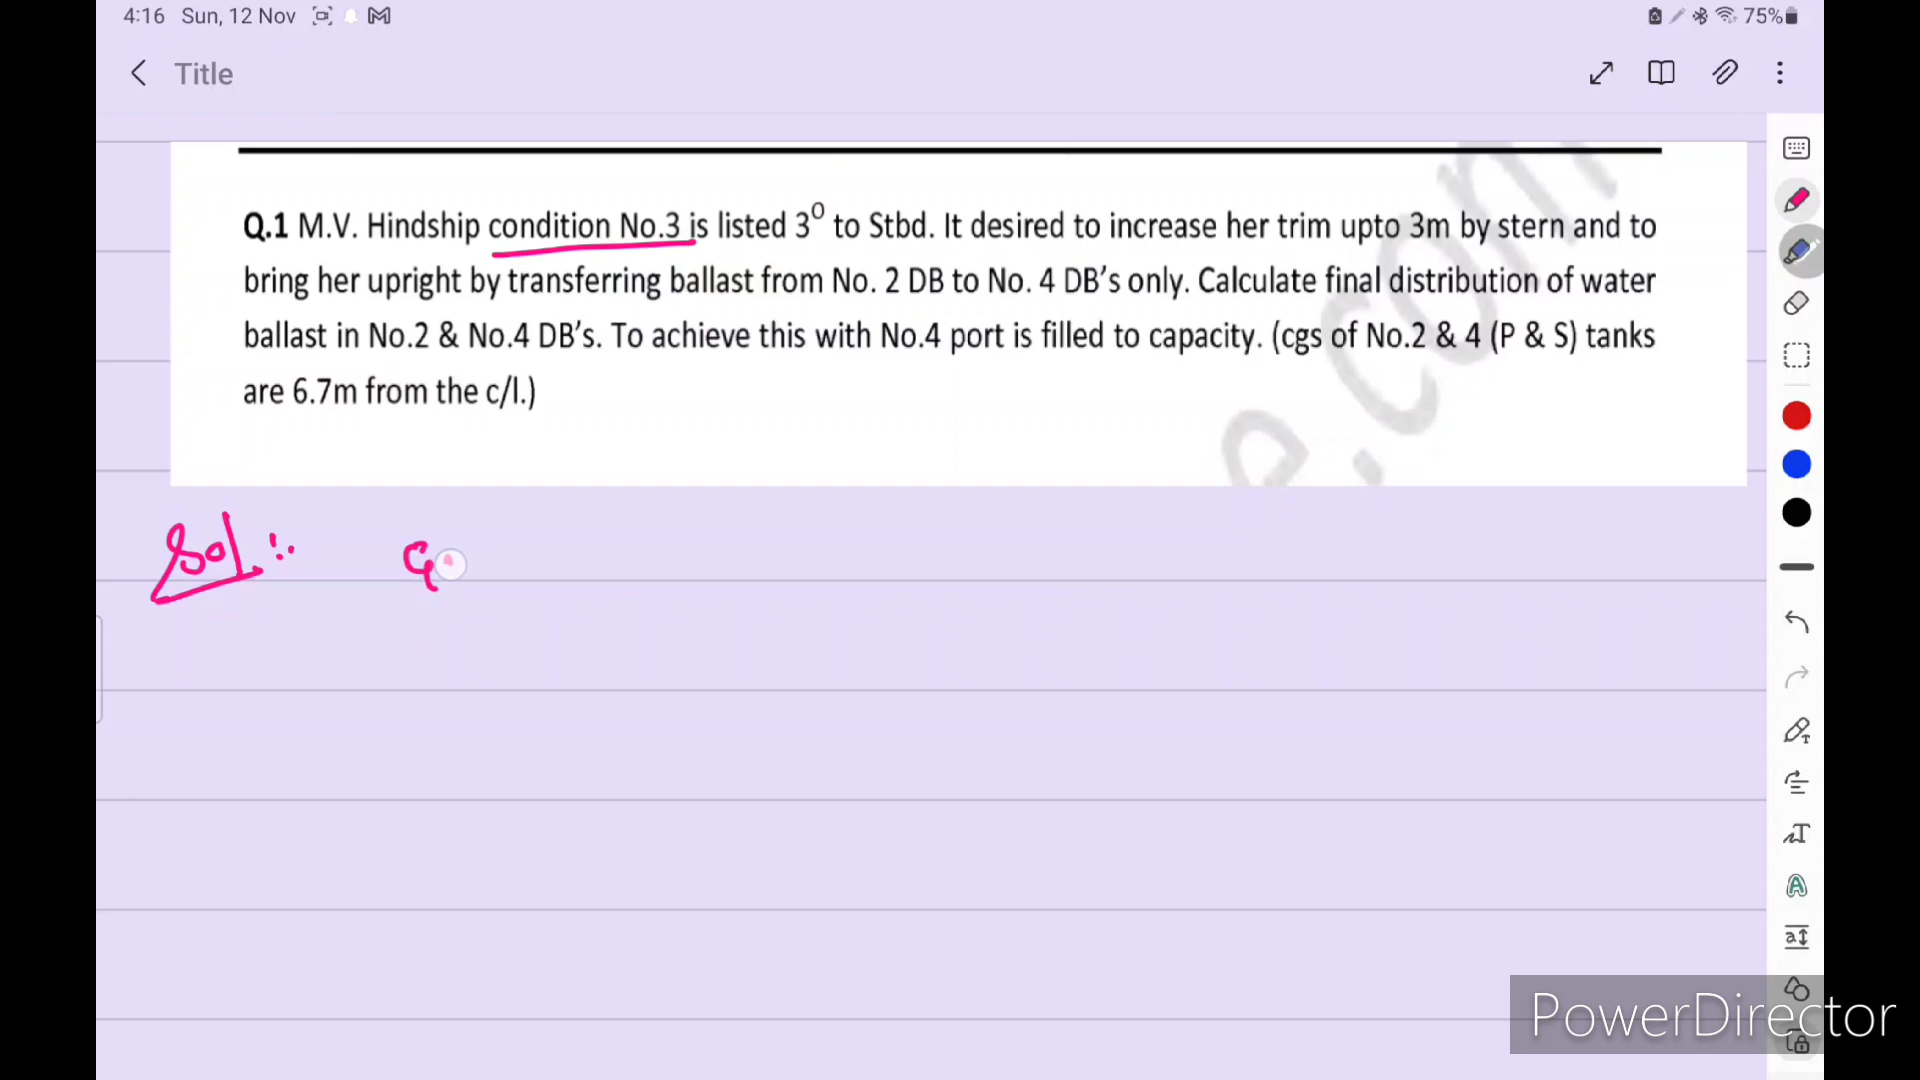 4:16 Sun, 12 Nov
75%
Title
Q.1 M.V. Hindship condition No.3 is listed 3⁰ to Stbd. It desired to increase her trim upto 3m by stern and to
bring her upright by transferring ballast from No. 2 DB to No. 4 DB’s only. Calculate final distribution of water
ballast in No.2 & No.4 DB’s. To achieve this with No.4 port is filled to capacity. (cgs of No.2 & 4 (P & S) tanks
are 6.7m from the c/l.)
e.com
Sol :
PowerDirector